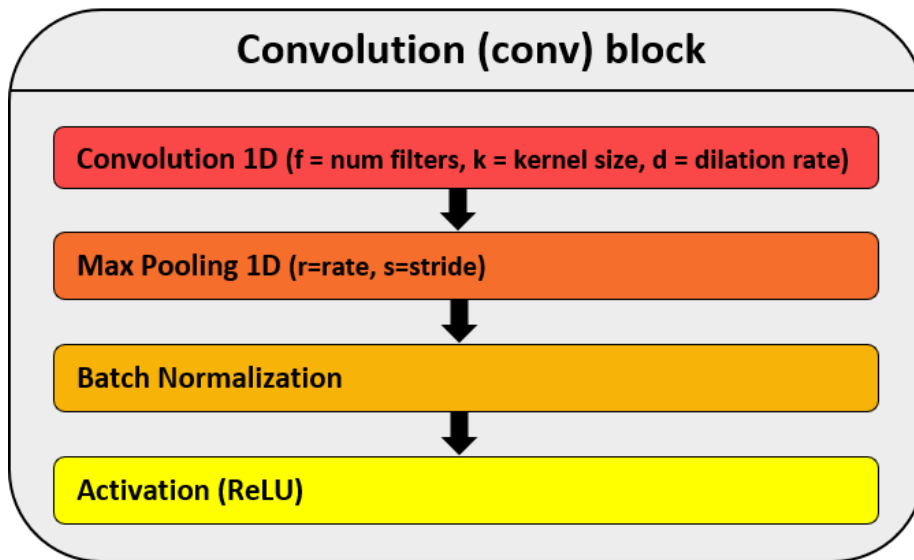 Convolution (conv) block
Convolution 1D (f = num filters, k = kernel size, d = dilation rate)
Max Pooling 1D (r=rate, s=stride)
Batch Normalization
Activation (ReLU)